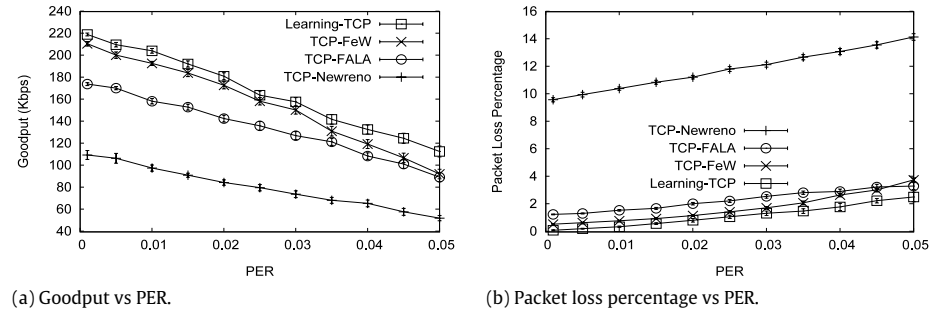 220
200
180
160
140
120
100
80
60
40
240
Goodput (Kbps)
Learning-TCP
TCP-FeW
TCP-FALA
TCP-Newreno
0
0.01
0.02
0.03
0.04
0.05
PER
(a) Goodput vs PER.
16
14
12
10
8
6
4
2
0
Packet Loss Percentage
TCP-Newreno
TCP-FALA
TCP-FeW
Learning-TCP
0
0.01
0.02
0.03
0.04
0.05
PER
(b) Packet loss percentage vs PER.